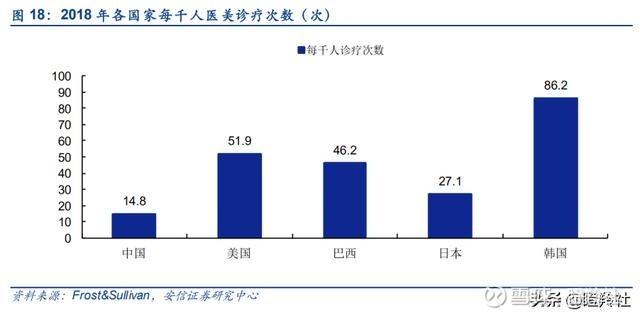 图 18：2018 年各国家每千人医美诊疗次数（次）
每千人诊疗次数
100
90
80
70
60
50
40
30
20
10
0
14.8
51.9
46.2
27.1
86.2
中国
美国
巴西
日本
韩国
资料来源：Frost&Sullivan，安信证券研究中心
头条@瞪羚社